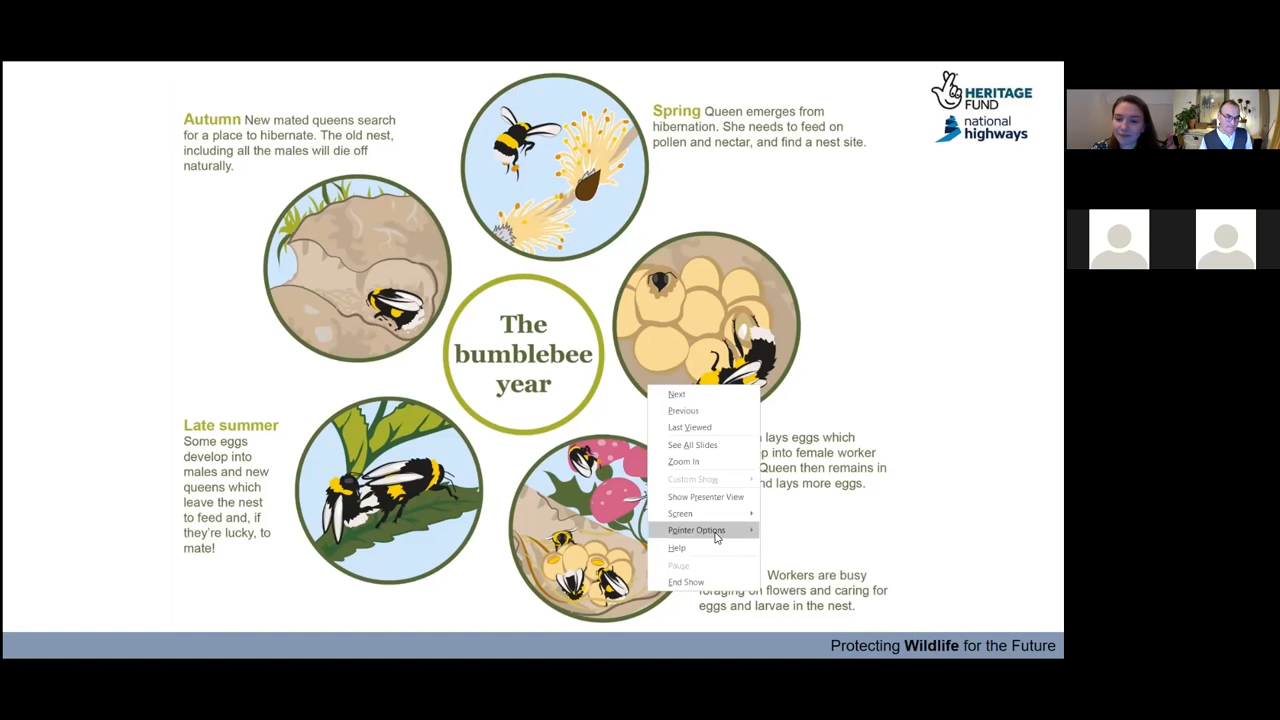 Autumn New mated queens search
for a place to hibernate. The old nest,
including all the males will die off
naturally.
Spring Queen emerges from
hibernation. She needs to feed on
pollen and nectar, and find a nest site.
HERITAGE
FUND
national
highways
The
bumblebee
year
Late summer
Some eggs
develop into
males and new
queens which
leave the nest
to feed and, if
they're lucky, to
mate!
lays eggs which
into female worker
Queen then remains in
lays more eggs.
Workers are busy
foraging on flowers and caring for
eggs and larvae in the nest.
Next
Previous
Last Viewed
See All Slides
Zoom In
Custom Show
Show Presenter View
Screen
Pointer Options
Help
Pause
End Show
Protecting Wildlife for the Future